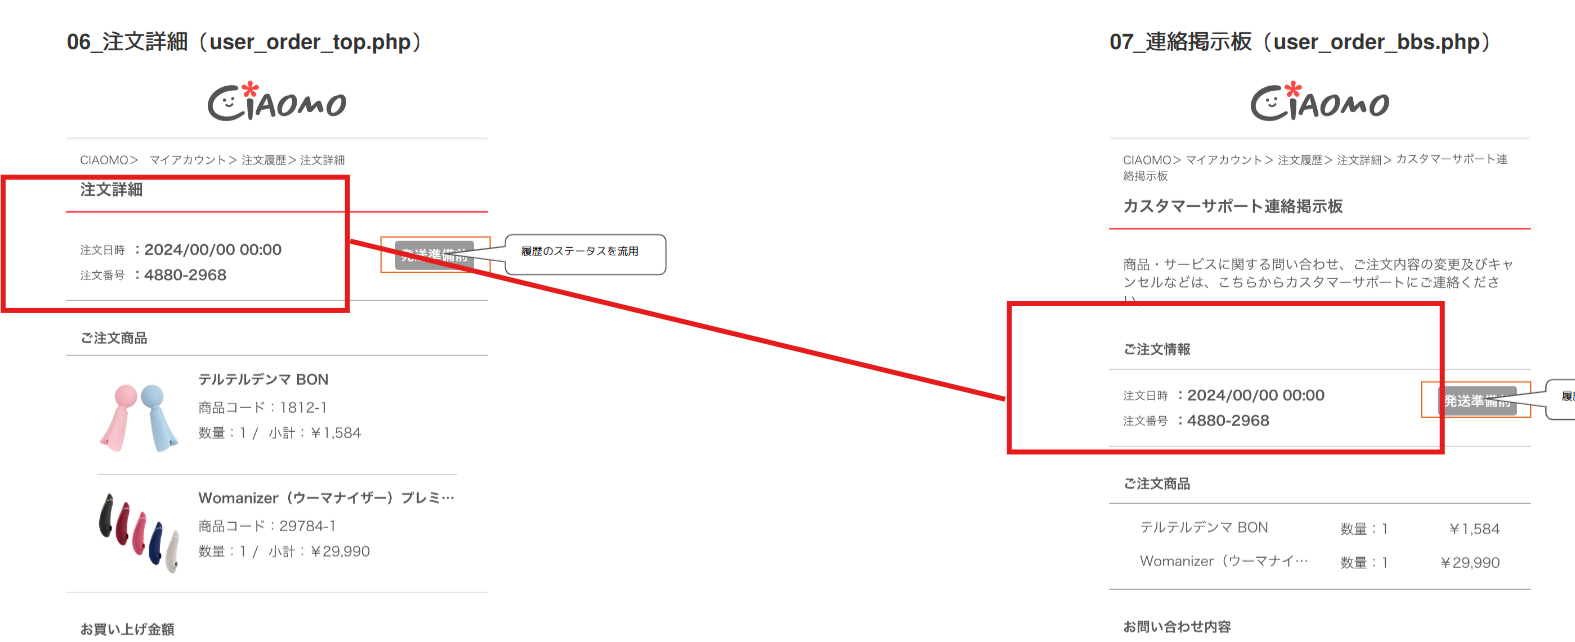 06_注文詳細（user_order_top.php）
CIAOMO
CIAOMO＞ マイアカウント＞ 注文履歴＞ 注文詳細
注文詳細
注文日時 ：2024/00/00 00:00
注文番号 ：4880-2968
発送準備前
履歴のステータスを流用
ご注文商品
テルテルデンマ BON
商品コード：1812-1
数量：1 / 小計：￥1,584
Womanizer（ウーマナイザー）プレミ…
商品コード：29784-1
数量：1 / 小計：￥29,990
お買い上げ金額
07_連絡掲示板（user_order_bbs.php）
CIAOMO
CIAOMO＞ マイアカウント＞ 注文履歴＞ 注文詳細＞ カスタマーサポート連
絡掲示板
カスタマーサポート連絡掲示板
商品・サービスに関する問い合わせ、ご注文内容の変更及びキャ
ンセルなどは、こちらからカスタマーサポートにご連絡くださ
い。
ご注文情報
注文日時 ：2024/00/00 00:00
注文番号 ：4880-2968
発送準備前
ご注文商品
テルテルデンマ BON 数量：1 ￥1,584
Womanizer（ウーマナイ… 数量：1 ￥29,990
お問い合わせ内容